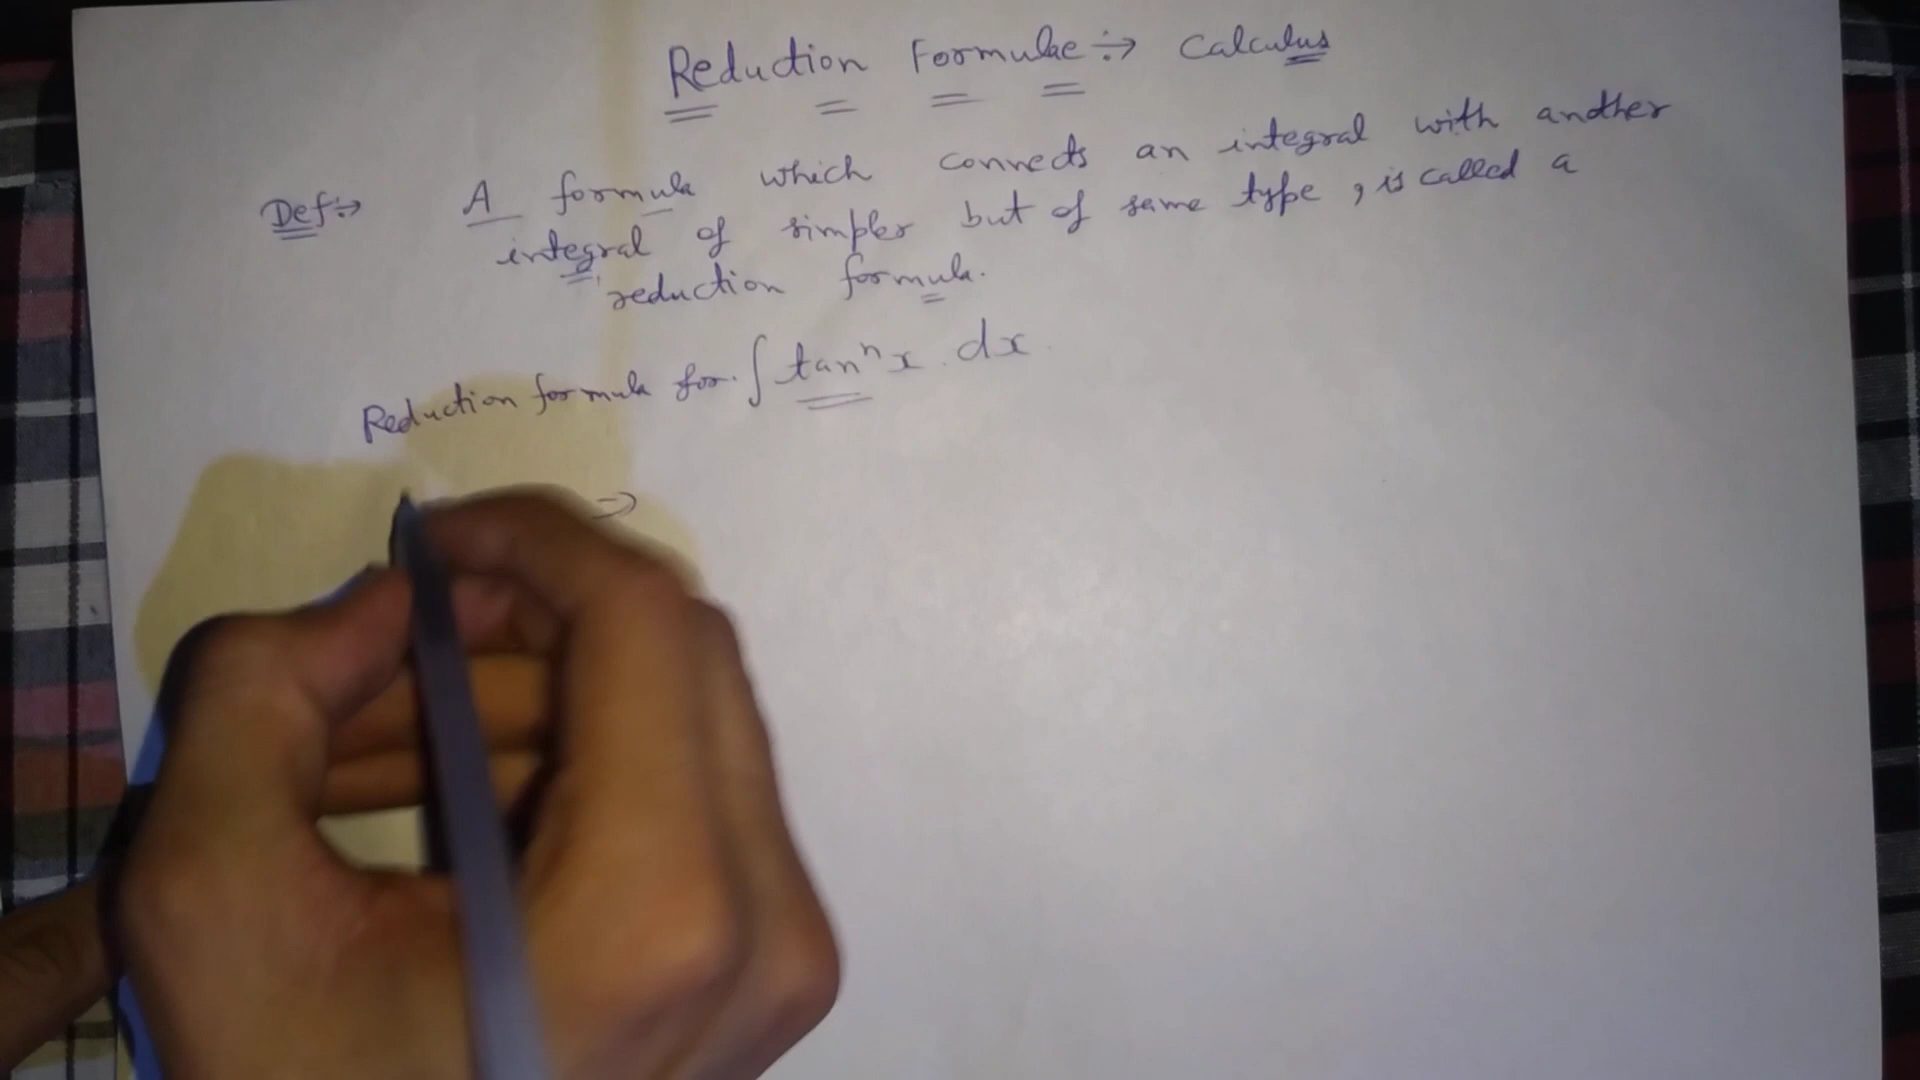 Reduction Formulae :→ Calculus
Def :→ A formula which connects an integral with another
integral of simpler but of same type, is called a
reduction formula.
Reduction formula for ∫ tanⁿx . dx
⇒